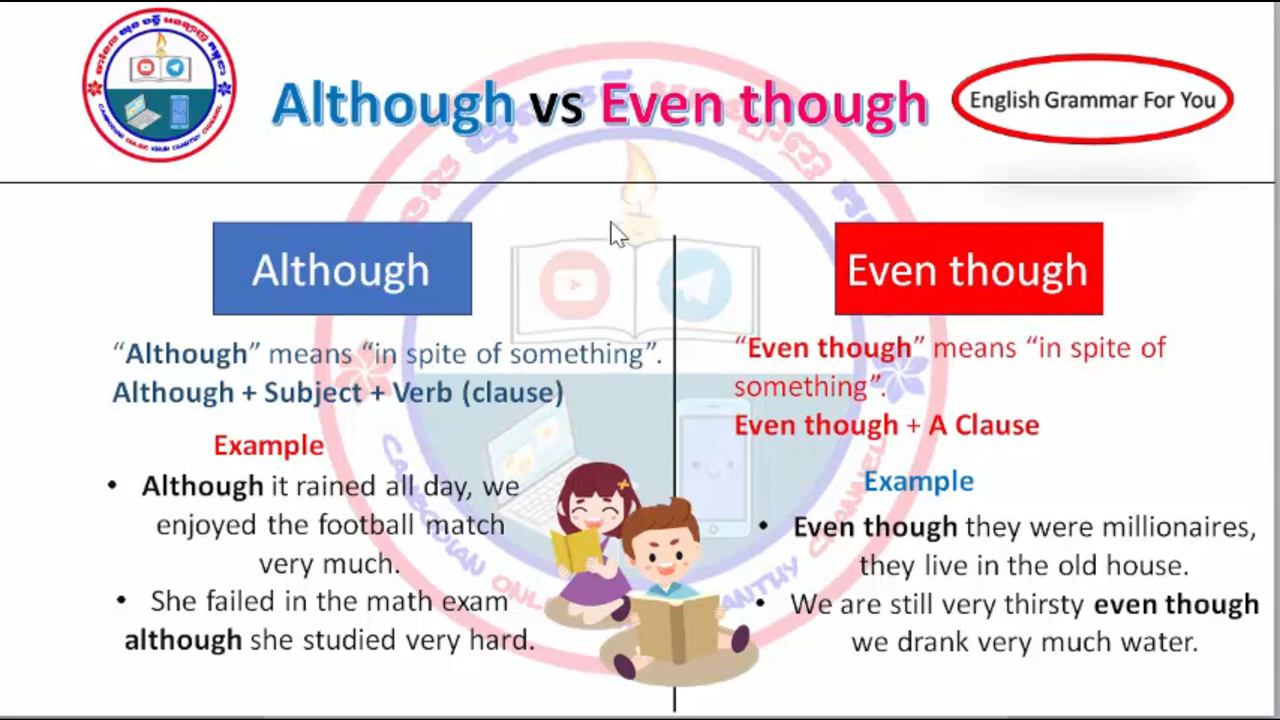 Although vs Even though
English Grammar For You
Although
"Although" means "in spite of something".
Although + Subject + Verb (clause)
Example
• Although it rained all day, we
enjoyed the football match
very much.
• She failed in the math exam
although she studied very hard.
Even though
"Even though" means "in spite of
something".
Even though + A Clause
Example
• Even though they were millionaires,
they live in the old house.
• We are still very thirsty even though
we drank very much water.